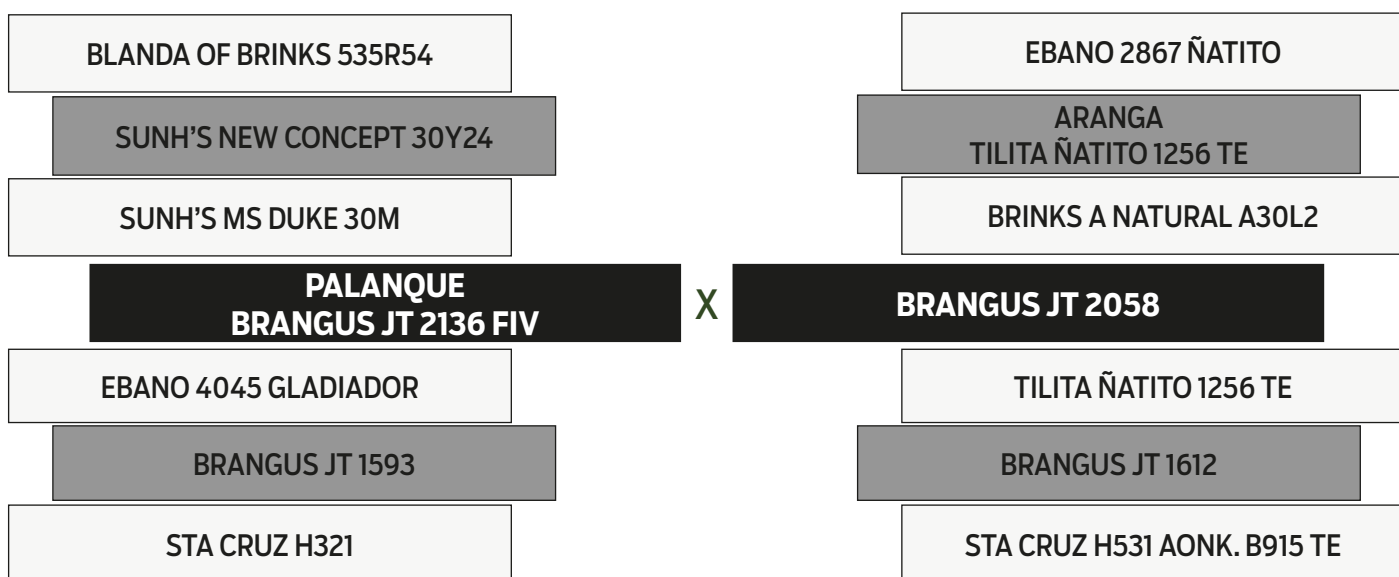 BLANDA OF BRINKS 535R54
SUNH'S NEW CONCEPT 30Y24
SUNH'S MS DUKE 30M
PALANQUE
BRANGUS JT 2136 FIV
EBANO 4045 GLADIADOR
BRANGUS JT 1593
STA CRUZ H321
X
EBANO 2867 ÑATITO
ARANGA
TILITA ÑATITO 1256 TE
BRINKS A NATURAL A30L2
BRANGUS JT 2058
TILITA ÑATITO 1256 TE
BRANGUS JT 1612
STA CRUZ H531 AONK. B915 TE